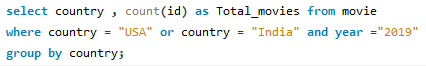 select country , count(id) as Total_movies from movie
where country = "USA" or country = "India" and year ="2019"
group by country;